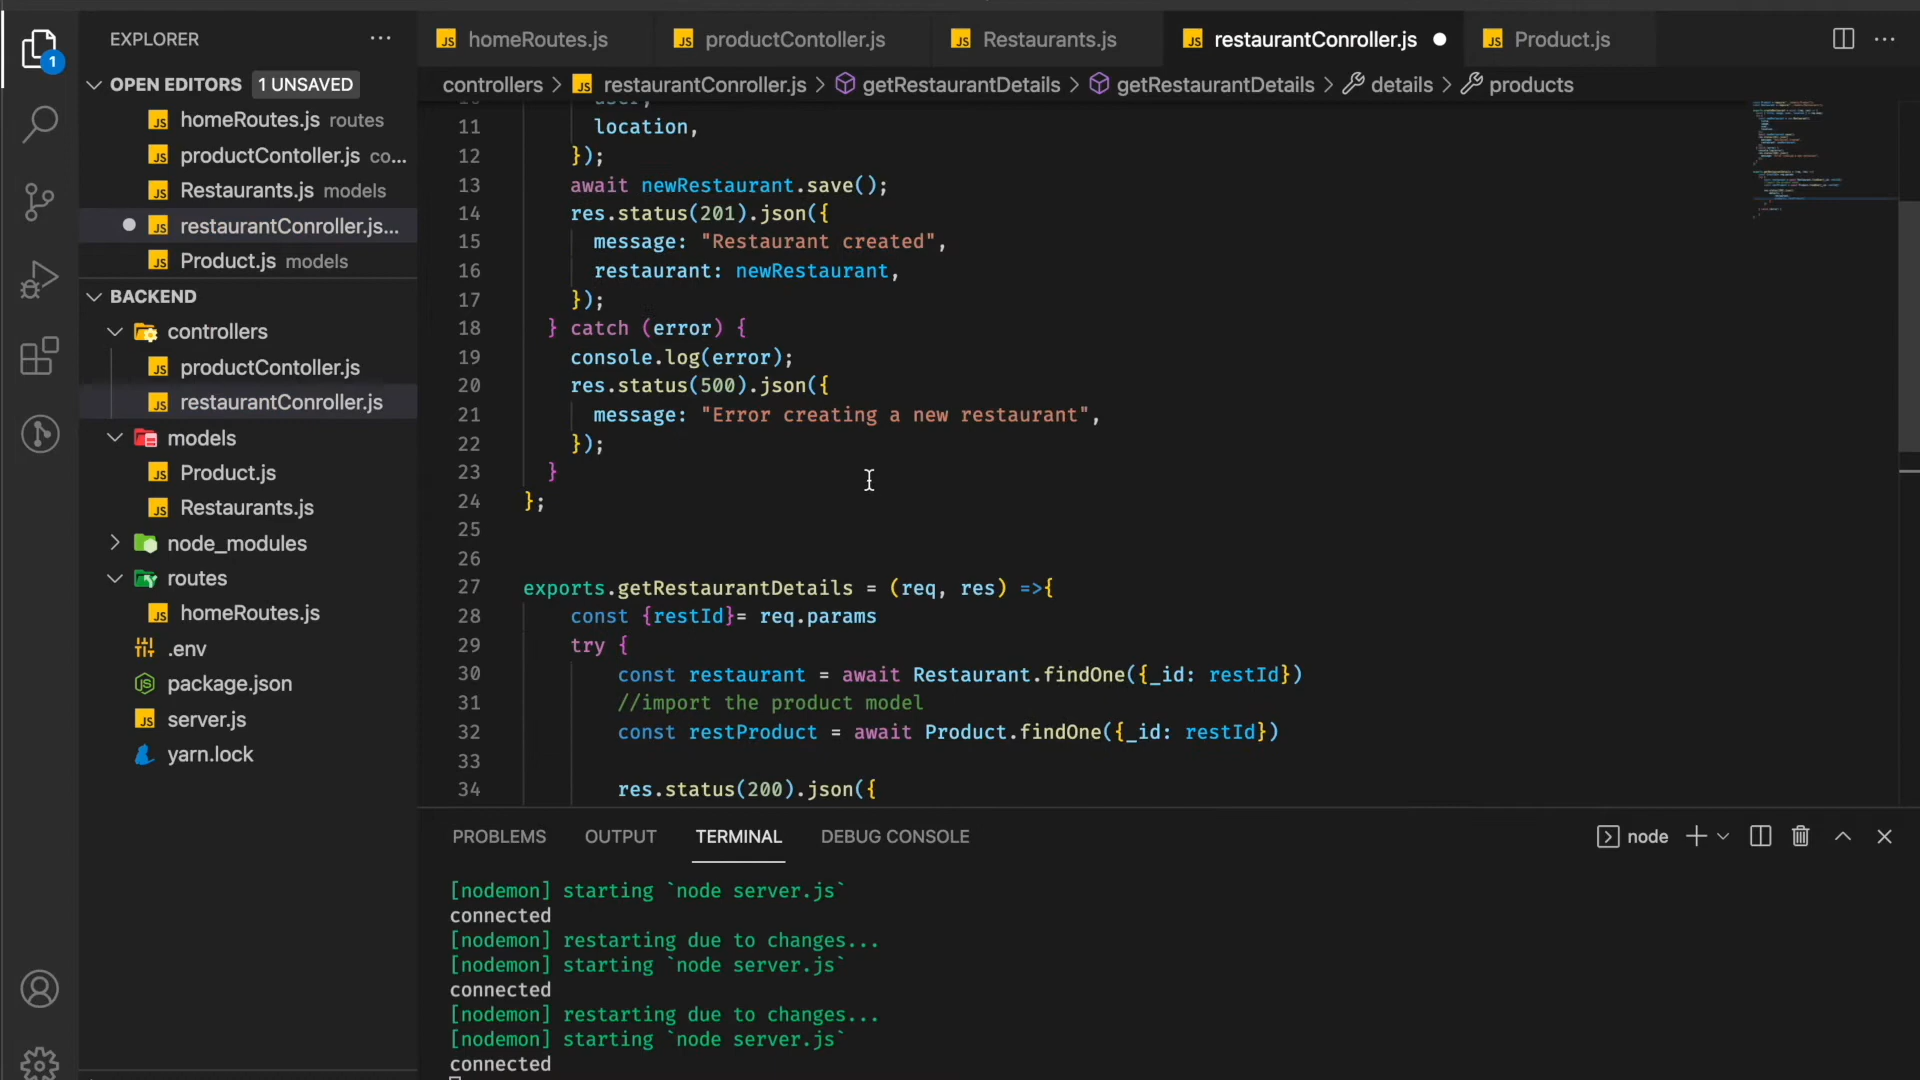 EXPLORER
homeRoutes.js
productContoller.js
Restaurants.js
restaurantConroller.js
Product.js
OPEN EDITORS 1 UNSAVED
controllers > restaurantConroller.js > getRestaurantDetails > getRestaurantDetails > details > products
homeRoutes.js routes
productContoller.js co...
Restaurants.js models
restaurantConroller.js...
Product.js models
BACKEND
controllers
productContoller.js
restaurantConroller.js
models
Product.js
Restaurants.js
node_modules
routes
homeRoutes.js
.env
package.json
server.js
yarn.lock
1
user,
11 location,
12 });
13 await newRestaurant.save();
14 res.status(201).json({
15 message: "Restaurant created",
16 restaurant: newRestaurant,
17 });
18 } catch (error) {
19 console.log(error);
20 res.status(500).json({
21 message: "Error creating a new restaurant",
22 });
23 }
24 };
25
26
27 exports.getRestaurantDetails = (req, res) =>{
28 const {restId}= req.params
29 try {
30 const restaurant = await Restaurant.findOne({_id: restId})
31 //import the product model
32 const restProduct = await Product.findOne({_id: restId})
33
34 res.status(200).json({
PROBLEMS OUTPUT TERMINAL DEBUG CONSOLE
node
[nodemon] starting `node server.js`
connected
[nodemon] restarting due to changes...
[nodemon] starting `node server.js`
connected
[nodemon] restarting due to changes...
[nodemon] starting `node server.js`
connected